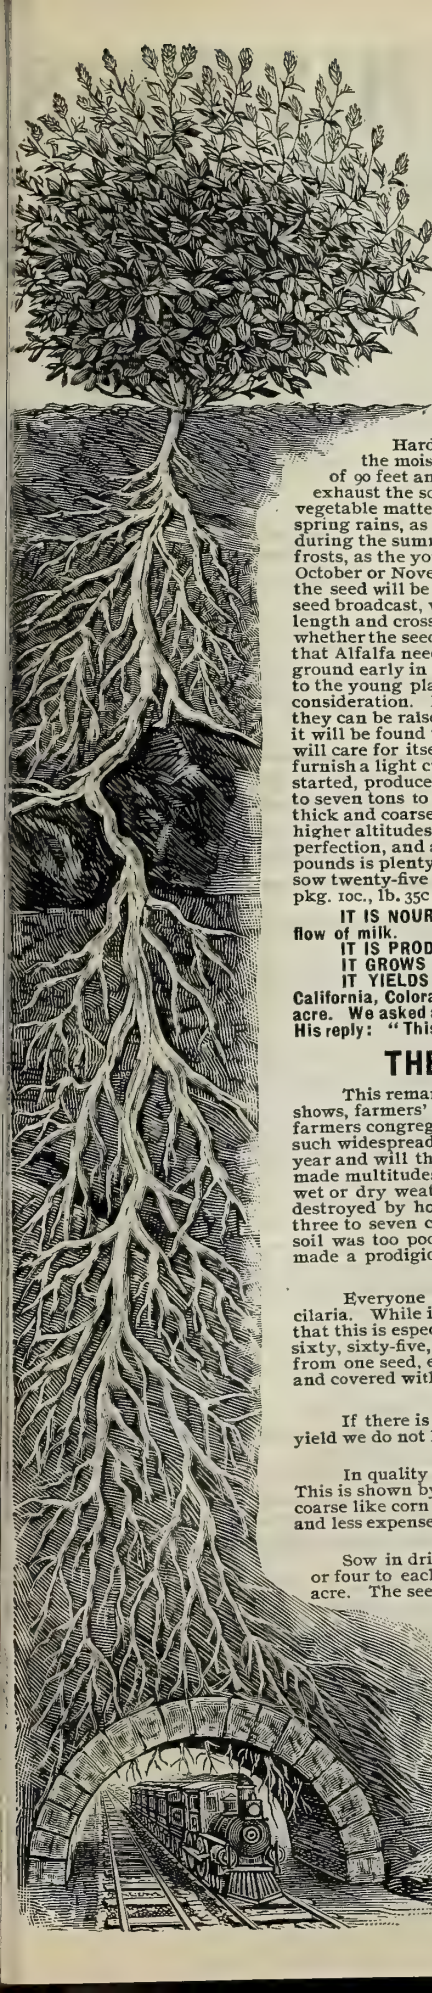 Hard
the mois
of 90 feet an
exhaust the so
vegetable matte
spring rains, as
during the sumr
frosts, as the yo
October or Nove
the seed will be
seed broadcast, v
length and cross
whether the seed
that Alfalfa need
ground early in
to the young pla
consideration.
they can be raise
it will be found
will care for itse
furnish a light cr
started, produce
to seven tons to
thick and coarse
higher altitudes
perfection, and a
pounds is plenty
sow twenty-five
pkg. 10c., lb. 35c
IT IS NOUR
flow of milk.
IT IS PROD
IT GROWS
IT YIELDS
California, Colora
acre. We asked
His reply: "This
THE
This remar
shows, farmers'
farmers congreg
such widespread
year and will th
made multitudes
wet or dry weat
destroyed by ho
three to seven c
soil was too poo
made a prodigio
Everyone
cilaria. While i
that this is espec
sixty, sixty-five,
from one seed, e
and covered with
If there is
yield we do not
In quality
This is shown by
coarse like corn
and less expense
Sow in dri
or four to each
acre. The see